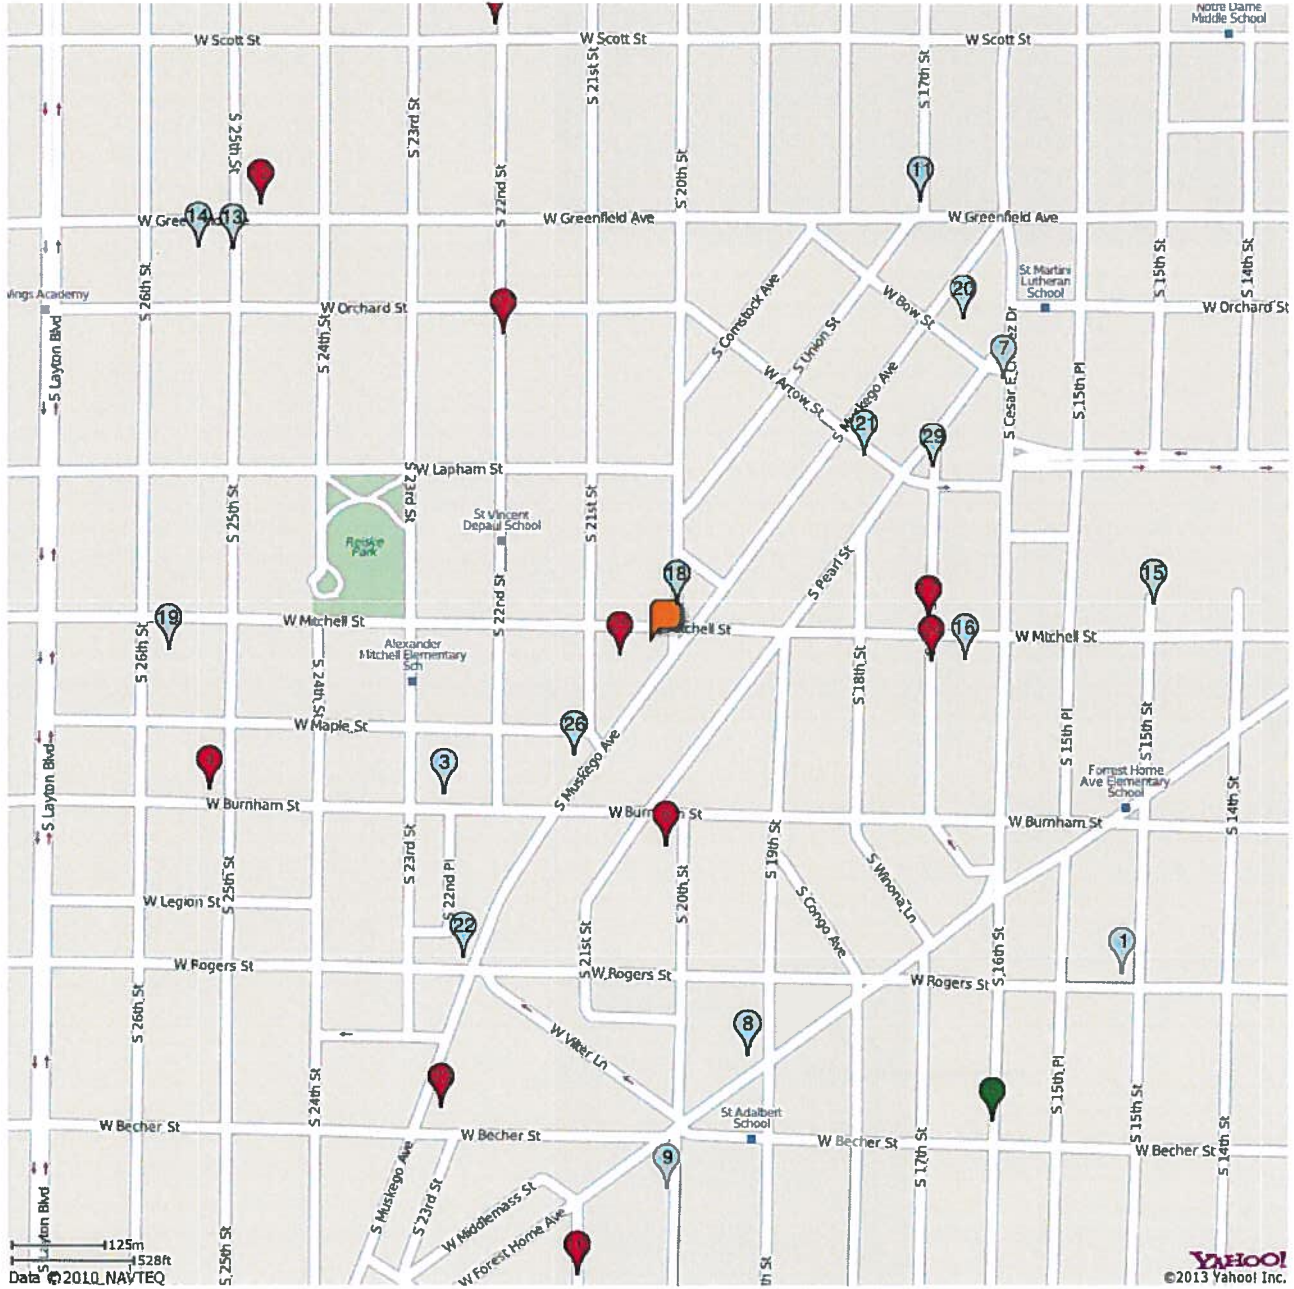 Notre Dame
Middle School
W Scott St
W Scott St
W Scott St
S 21st St
S 17th St
S 25th St
S 23rd St
S 22nd St
S 20th St
11
14
13
W Greenfield Ave
W Greenfield Ave
S 26th St
S 15th St
S 14th St
St Martini
Lutheran
School
Wings Academy
20
W Orchard St
W Orchard St
S Comstock Ave
W Bow St
S Layton Blvd
S 24th St
S Union St
7
S Muskego Ave
W Arrow St
S 15th Pl
21
29
W Lapham St
S 23rd St
S 25th St
S 21st St
St Vincent
Depaul School
Reiske
Park
S Pearl St
18
15
S 22nd St
19
W Mitchell St
16
W Mitchell St
S 26th St
Alexander
Mitchell Elementary
Sch
S 24th St
S 18th St
26
W Maple St
S 15th Pl
S 15th St
3
S Muskego Ave
Forrest Home
Ave Elementary
School
S Layton Blvd
W Burnham St
W Burnham St
S 14th St
S 23rd St
S 22nd Pl
S 19th St
S 25th St
S 20th St
S Winona Ln
W Legion St
S Congo Ave
22
1
S 21st St
S 16th St
W Rogers St
W Rogers St
W Rogers St
S 26th St
8
W Vilter Ln
S 24th St
S 15th Pl
S 15th St
St Adalbert
School
W Becher St
W Becher St
W Becher St
W Becher St
9
S 17th St
S 14th St
S Muskego Ave
S 23rd St
W Middlemass St
W Forest Home Ave
S Layton Blvd
S 25th St
125m
528ft
Data © 2010 NAVTEQ
YAHOO!
©2013 Yahoo! Inc.